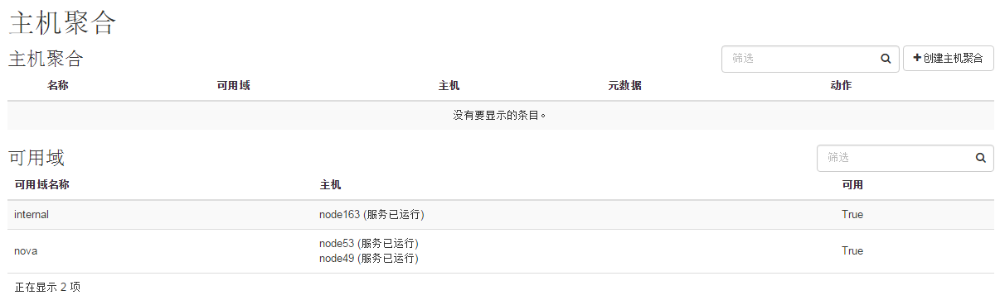 主机聚合
主机聚合
筛选
创建主机聚合
名称 可用域 主机 元数据 动作
没有要显示的条目。
可用域
筛选
可用域名称 主机 可用
internal node163 (服务已运行) True
nova node53 (服务已运行) True
node49 (服务已运行)
正在显示 2 项